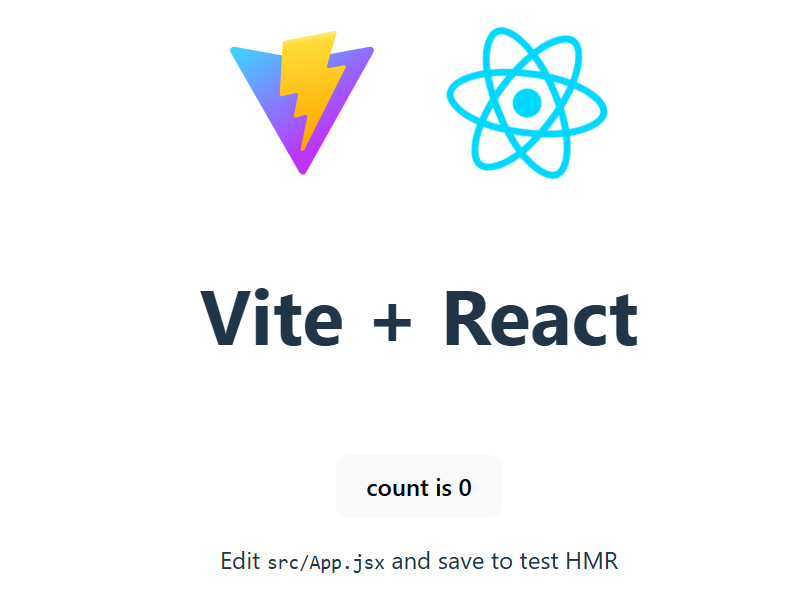 Vite + React
count is 0
Edit src/App.jsx and save to test HMR